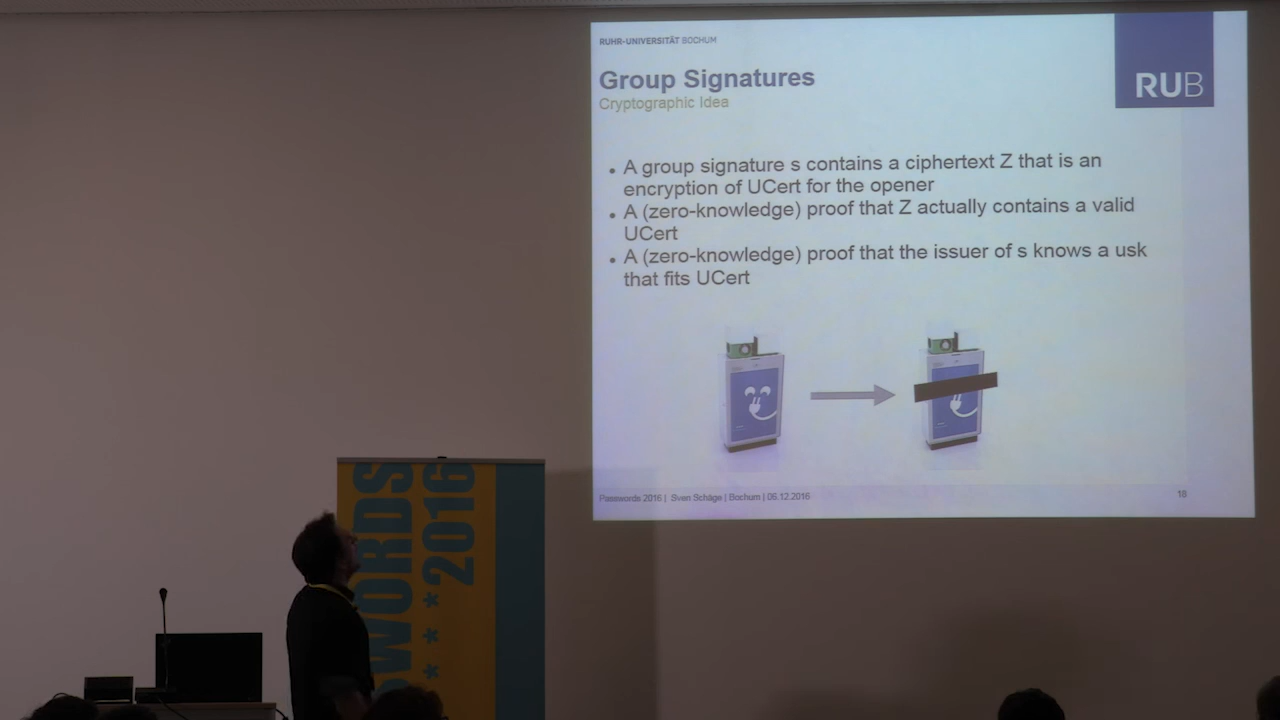 RUHR-UNIVERSITÄT BOCHUM
RUB
Group Signatures
Cryptographic Idea
• A group signature s contains a ciphertext Z that is an
encryption of UCert for the opener
• A (zero-knowledge) proof that Z actually contains a valid
UCert
• A (zero-knowledge) proof that the issuer of s knows a usk
that fits UCert
Passwords 2016 | Sven Schäge | Bochum | 06.12.2016
18
SWORDS
* * * *2016